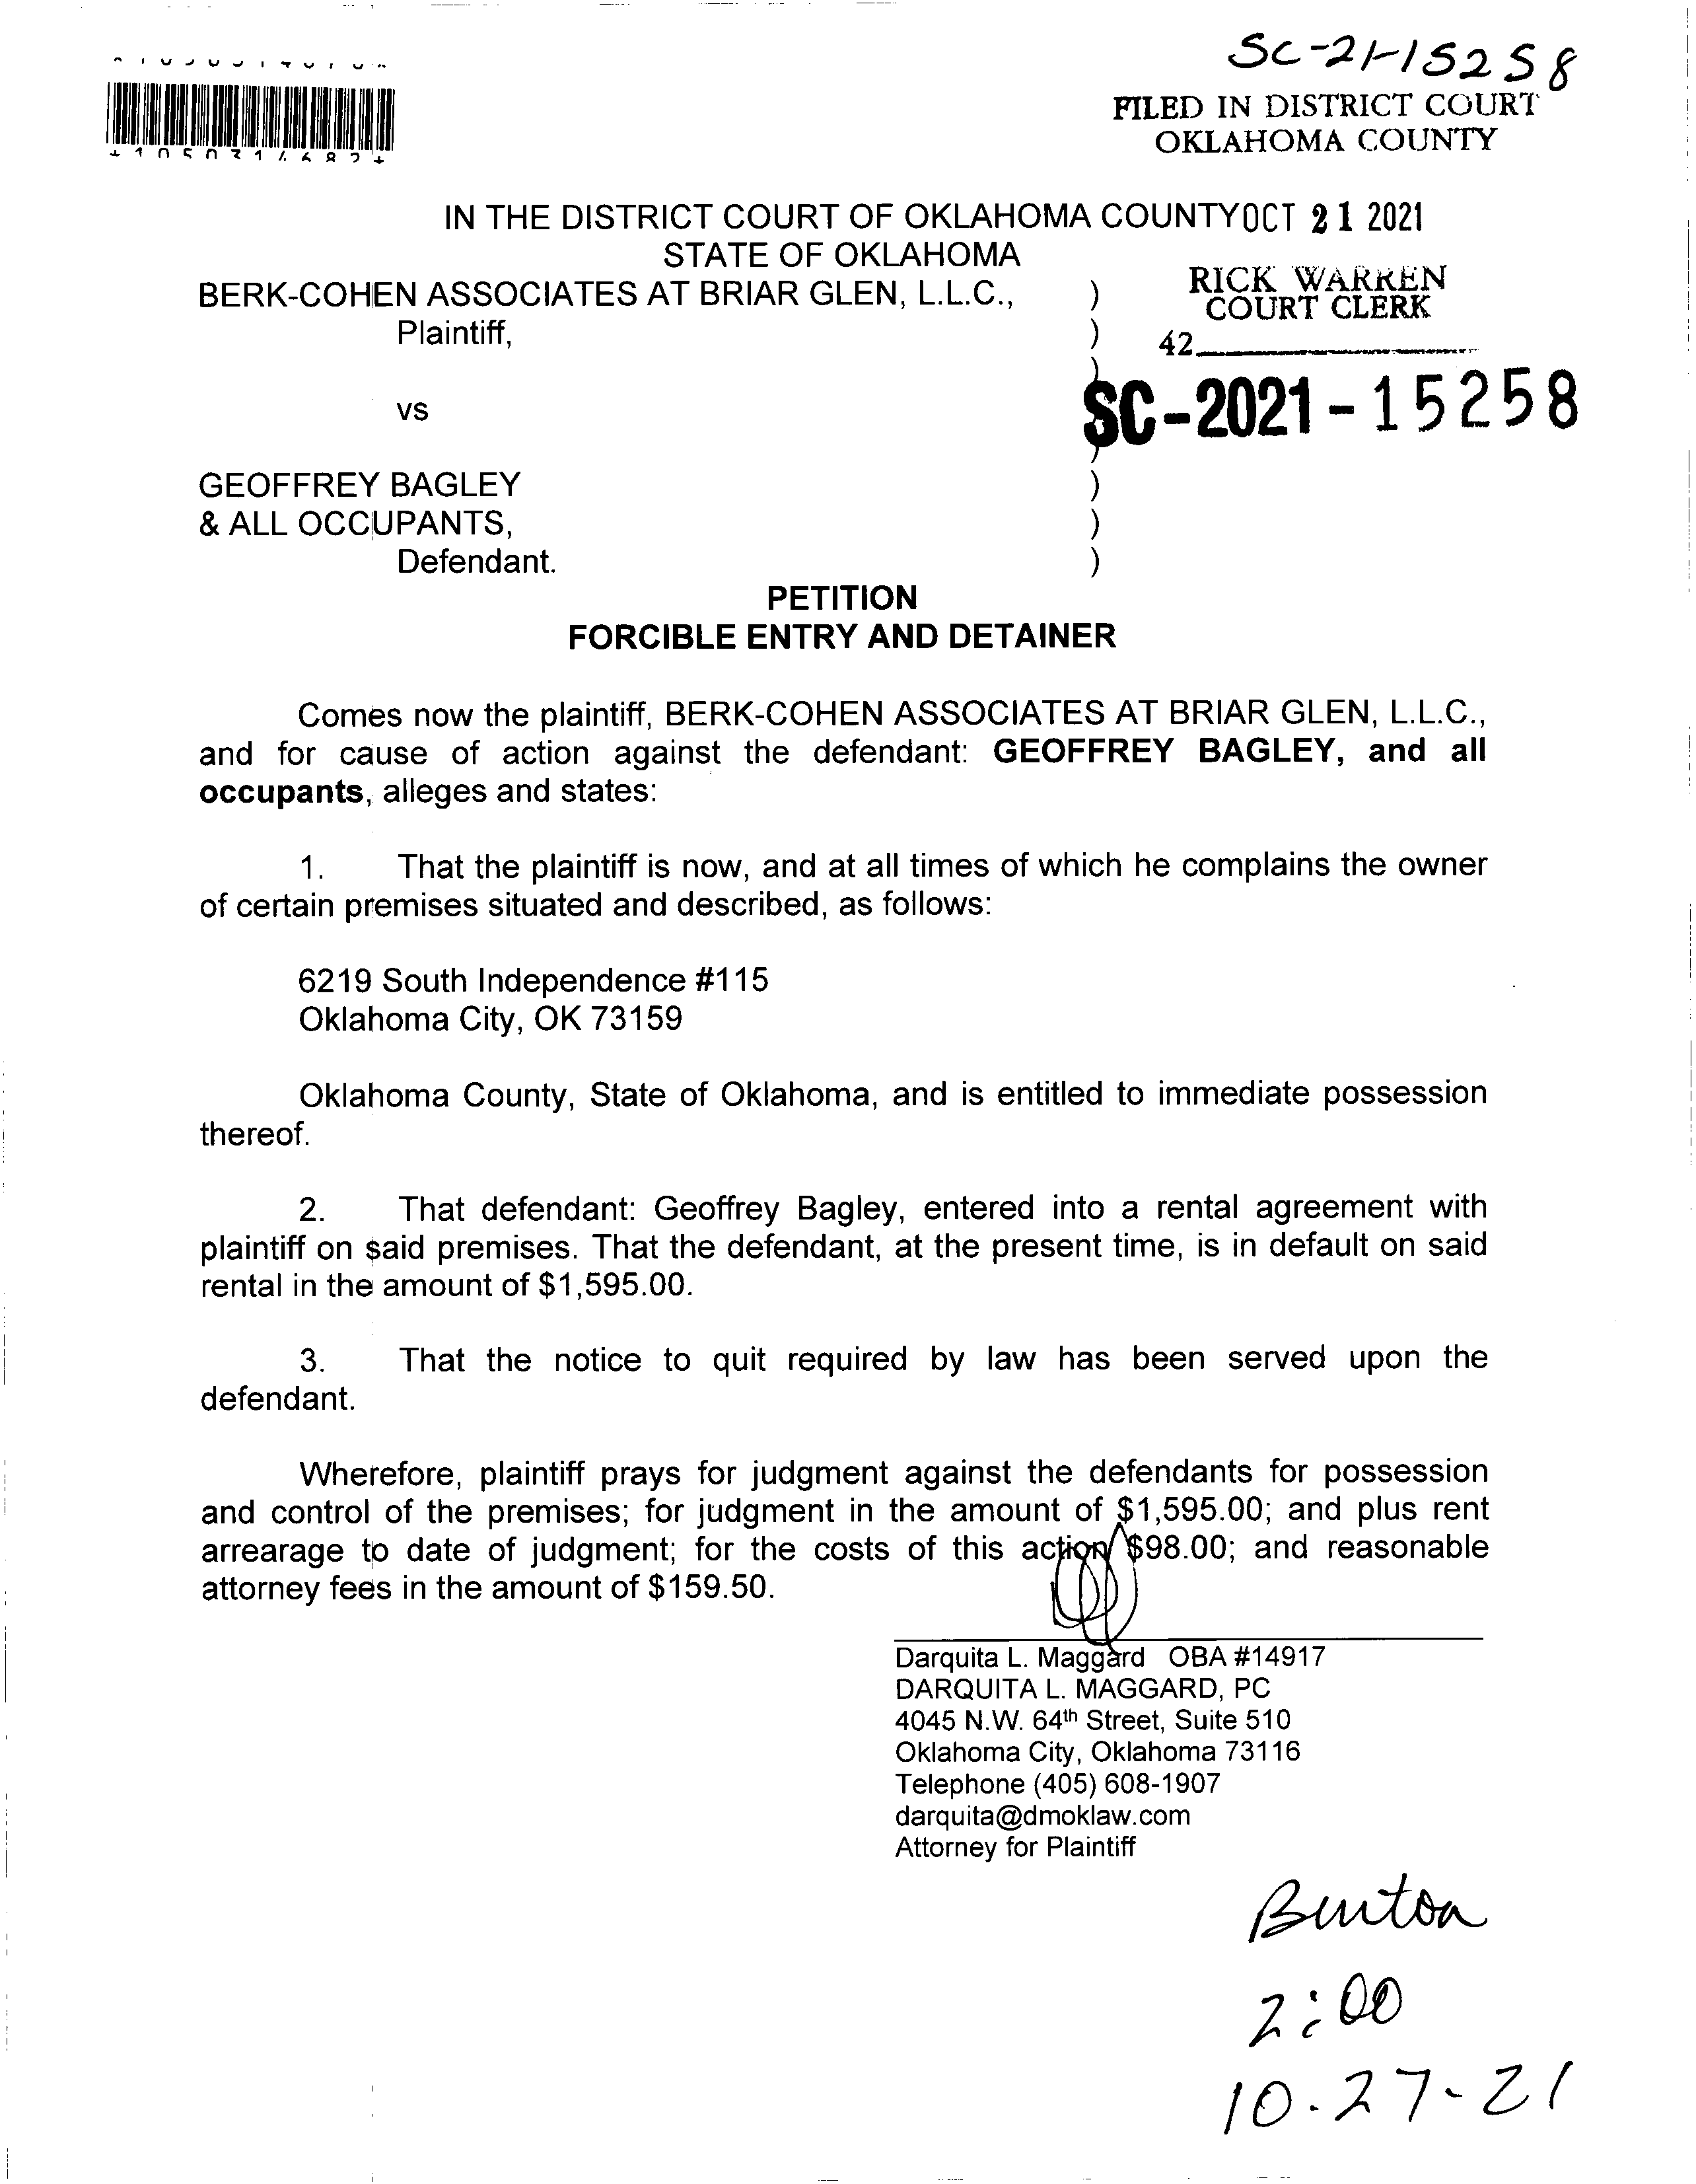 SC-21-15258
FILED IN DISTRICT COURT
OKLAHOMA COUNTY
IN THE DISTRICT COURT OF OKLAHOMA COUNTY OCT 21 2021
STATE OF OKLAHOMA
BERK-COHEN ASSOCIATES AT BRIAR GLEN, L.L.C., )
RICK WARREN
COURT CLERK
Plaintiff, )
42
)
vs
SC-2021-15258
)
GEOFFREY BAGLEY )
& ALL OCCUPANTS, )
Defendant. )
PETITION
FORCIBLE ENTRY AND DETAINER
Comes now the plaintiff, BERK-COHEN ASSOCIATES AT BRIAR GLEN, L.L.C.,
and for cause of action against the defendant: GEOFFREY BAGLEY, and all
occupants, alleges and states:
1. That the plaintiff is now, and at all times of which he complains the owner
of certain premises situated and described, as follows:
6219 South Independence #115
Oklahoma City, OK 73159
Oklahoma County, State of Oklahoma, and is entitled to immediate possession
thereof.
2. That defendant: Geoffrey Bagley, entered into a rental agreement with
plaintiff on said premises. That the defendant, at the present time, is in default on said
rental in the amount of $1,595.00.
3. That the notice to quit required by law has been served upon the
defendant.
Wherefore, plaintiff prays for judgment against the defendants for possession
and control of the premises; for judgment in the amount of $1,595.00; and plus rent
arrearage to date of judgment; for the costs of this action $98.00; and reasonable
attorney fees in the amount of $159.50.
Darquita L. Maggard OBA #14917
DARQUITA L. MAGGARD, PC
4045 N.W. 64th Street, Suite 510
Oklahoma City, Oklahoma 73116
Telephone (405) 608-1907
darquita@dmoklaw.com
Attorney for Plaintiff
2:00
10-27-21